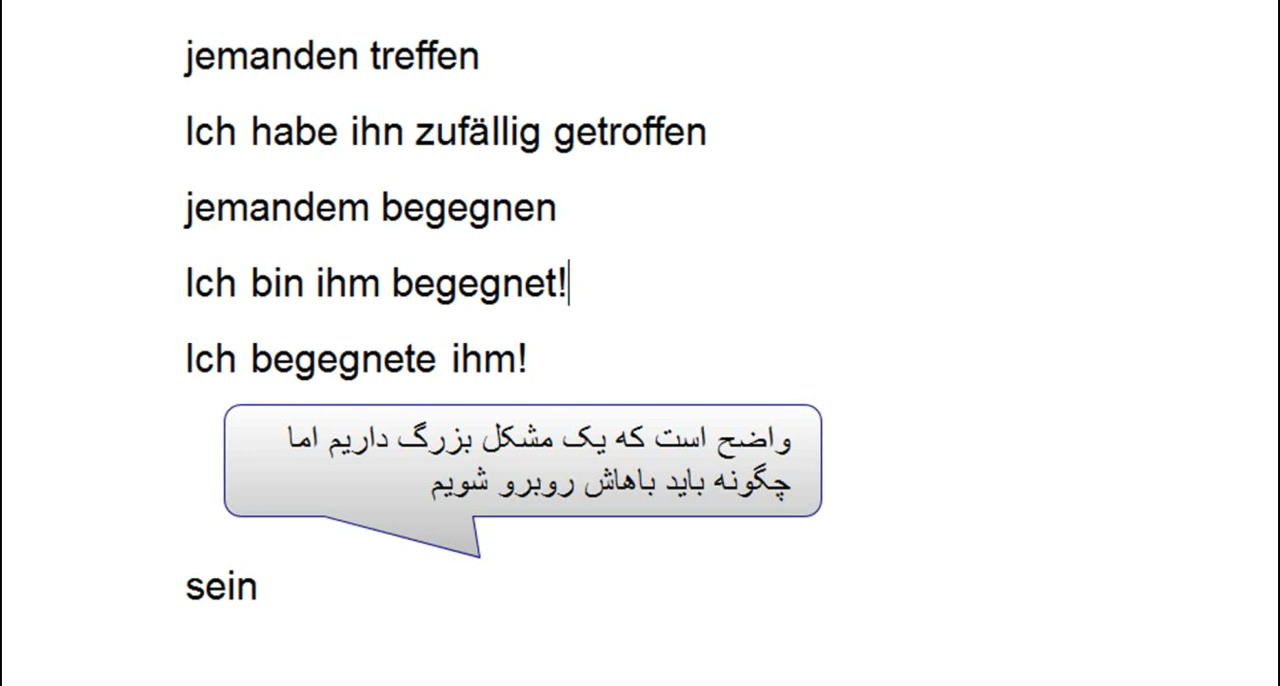 jemanden treffen
Ich habe ihn zufällig getroffen
jemandem begegnen
Ich bin ihm begegnet!
Ich begegnete ihm!
واضح است که یک مشکل بزرگ داریم اما
چگونه باید باهاش روبرو شویم
sein